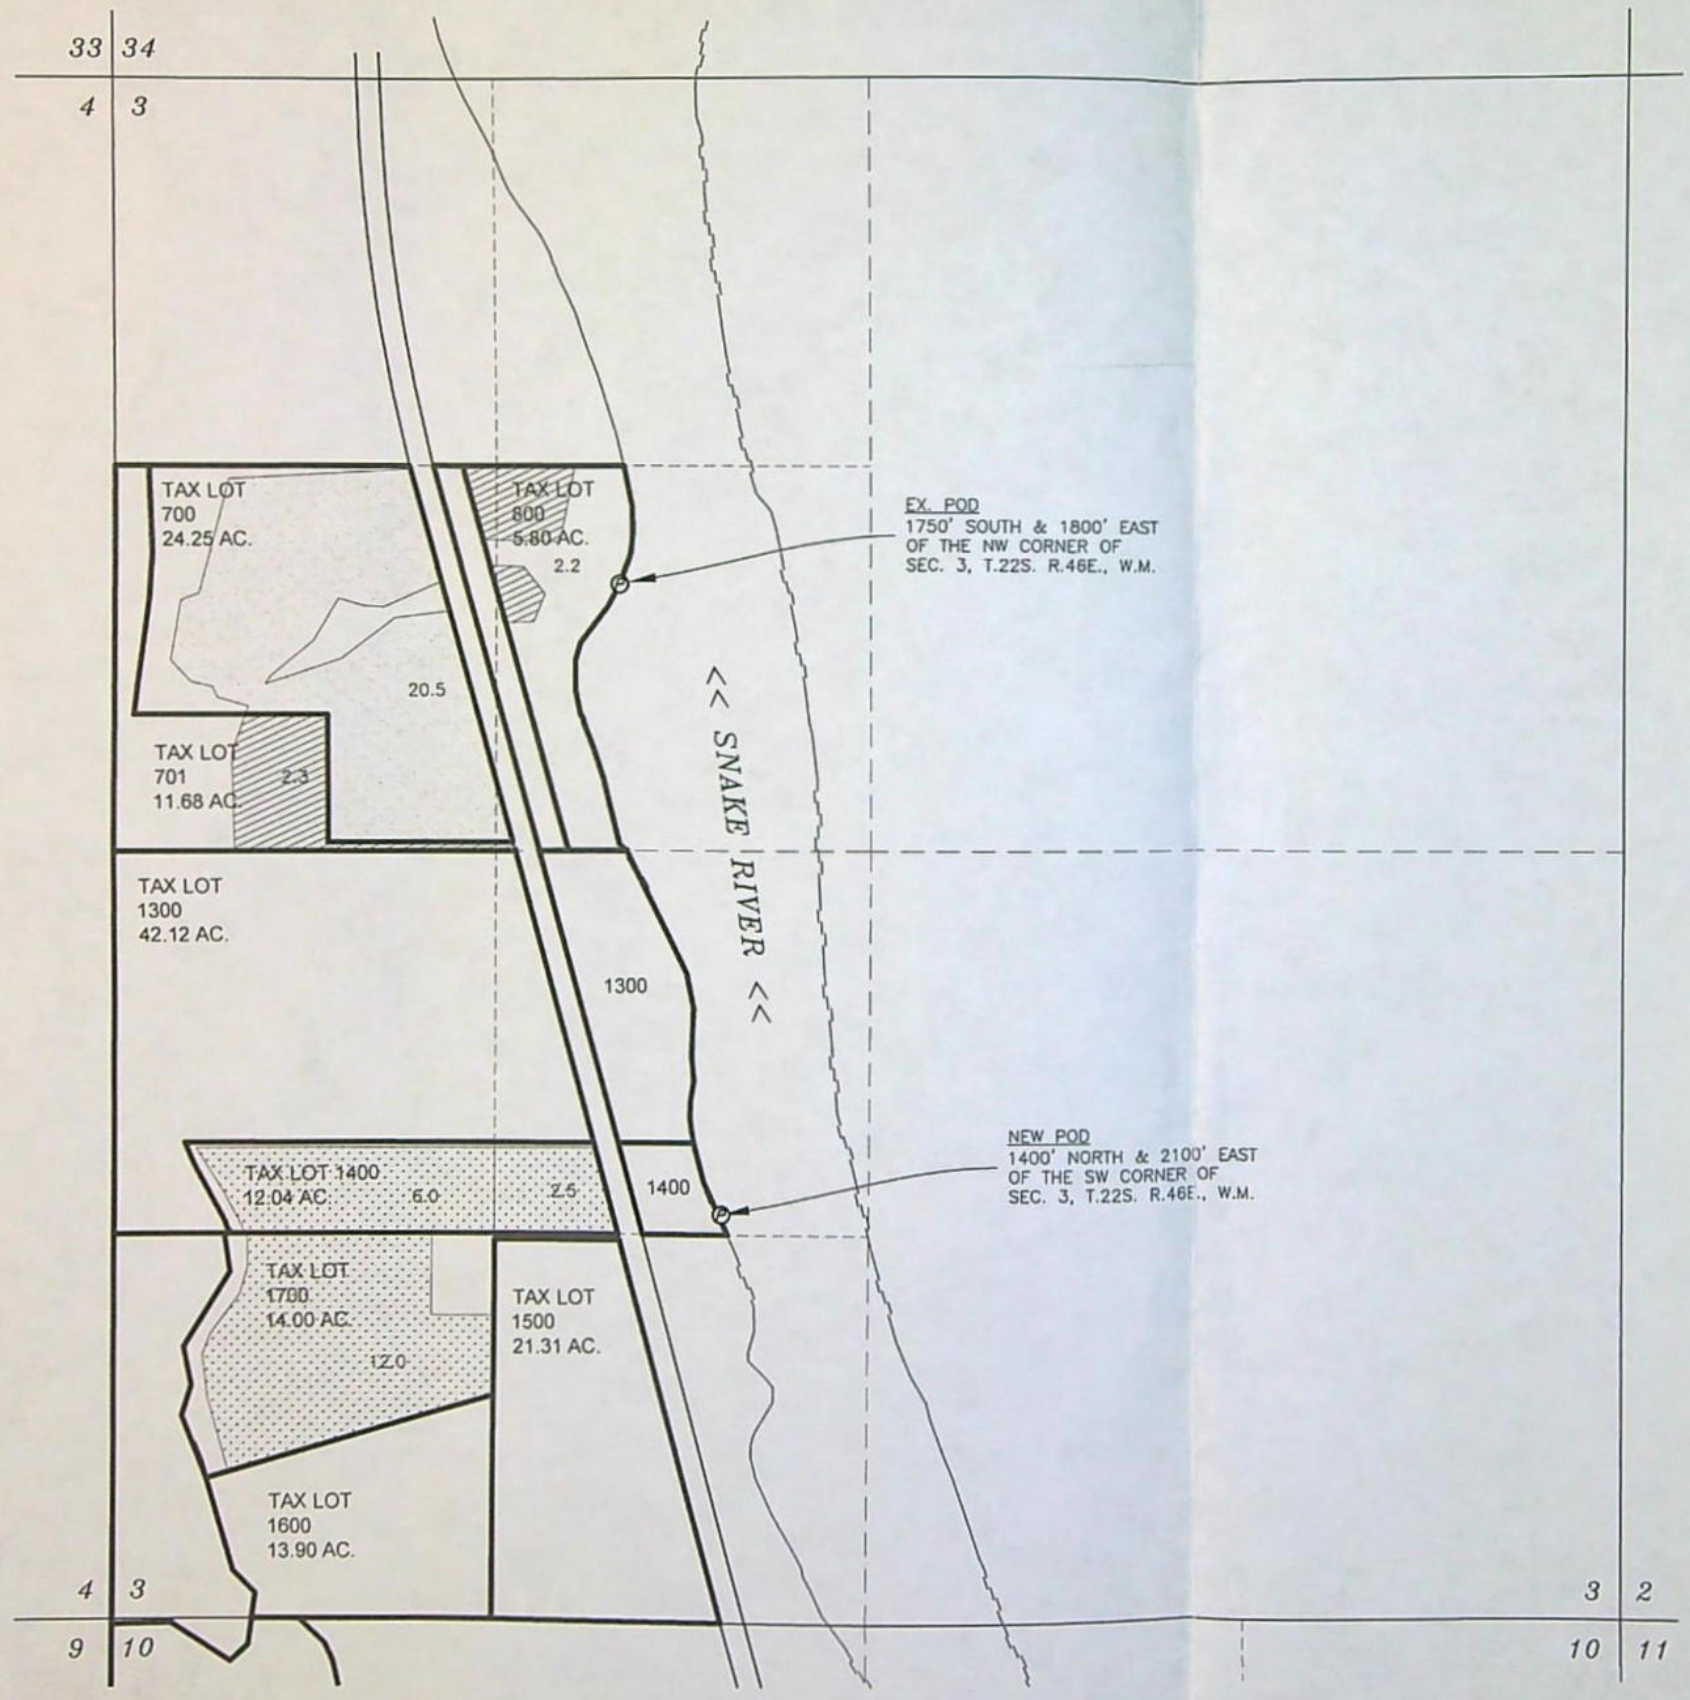 33 34
4 3
TAX LOT
700
24.25 AC.
TAX LOT
800
5.80 AC.
2.2
EX. POD
1750' SOUTH & 1800' EAST
OF THE NW CORNER OF
SEC. 3, T.22S. R.46E., W.M.
P
20.5
TAX LOT
701
11.68 AC.
2.3
<< SNAKE RIVER <<
TAX LOT
1300
42.12 AC.
1300
NEW POD
1400' NORTH & 2100' EAST
OF THE SW CORNER OF
SEC. 3, T.22S. R.46E., W.M.
TAX LOT 1400
12.04 AC.
6.0
2.5
1400
P
TAX LOT
1700
14.00 AC.
12.0
TAX LOT
1500
21.31 AC.
TAX LOT
1600
13.90 AC.
4 3
9 10
3 2
10 11